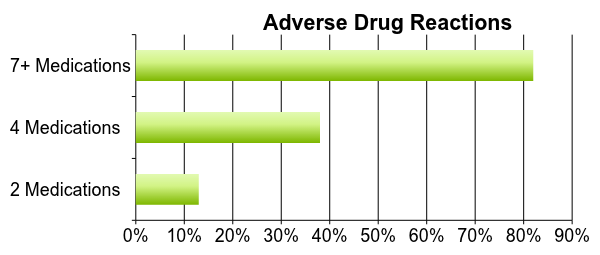 Adverse Drug Reactions
7+ Medications
4 Medications
2 Medications
0% 10% 20% 30% 40% 50% 60% 70% 80% 90%